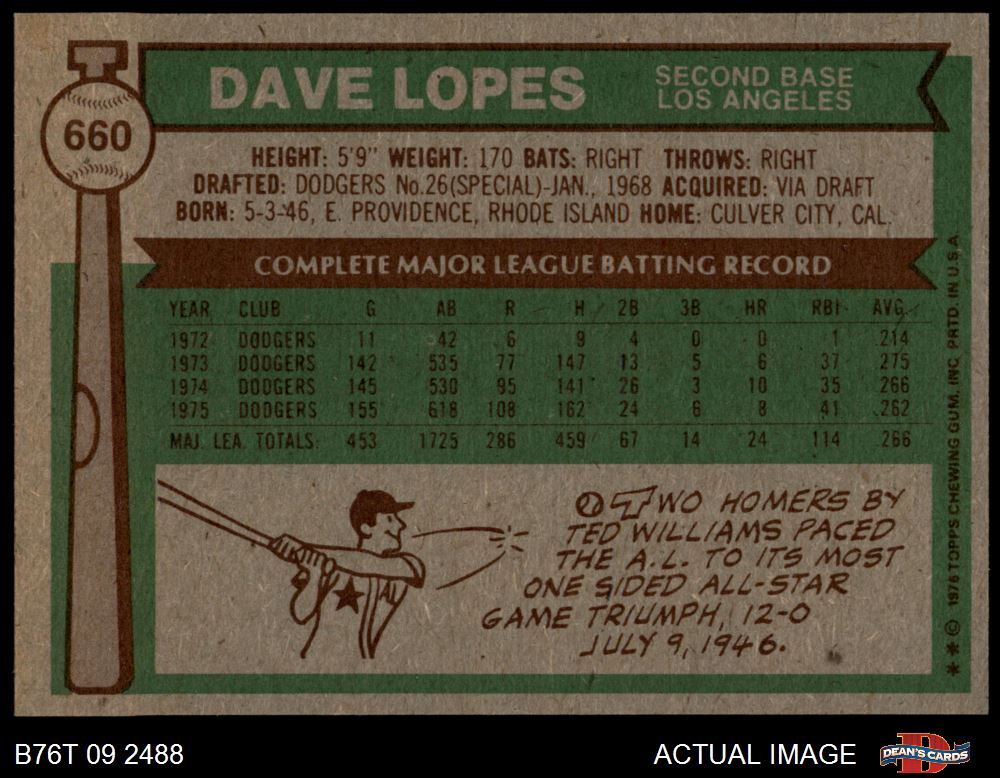 660
DAVE LOPES
SECOND BASE
LOS ANGELES
HEIGHT: 5'9" WEIGHT: 170 BATS: RIGHT THROWS: RIGHT
DRAFTED: DODGERS No.26(SPECIAL)-JAN., 1968 ACQUIRED: VIA DRAFT
BORN: 5-3-46, E. PROVIDENCE, RHODE ISLAND HOME: CULVER CITY, CAL.
COMPLETE MAJOR LEAGUE BATTING RECORD
YEAR CLUB G AB R H 2B 3B HR RBI AVG.
1972 DODGERS 11 42 6 9 4 0 0 1 .214
1973 DODGERS 142 535 77 147 13 5 6 37 .275
1974 DODGERS 145 530 95 141 26 3 10 35 .266
1975 DODGERS 155 618 108 162 24 6 8 41 .262
MAJ. LEA. TOTALS: 453 1725 286 459 67 14 24 114 .266
TWO HOMERS BY
TED WILLIAMS PACED
THE A.L. TO ITS MOST
ONE SIDED ALL-STAR
GAME TRIUMPH, 12-0
JULY 9, 1946.
AL
** © 1976 TOPPS CHEWING GUM, INC. PRTD. IN U.S.A.
B76T 09 2488
ACTUAL IMAGE
D
DEAN'S CARDS